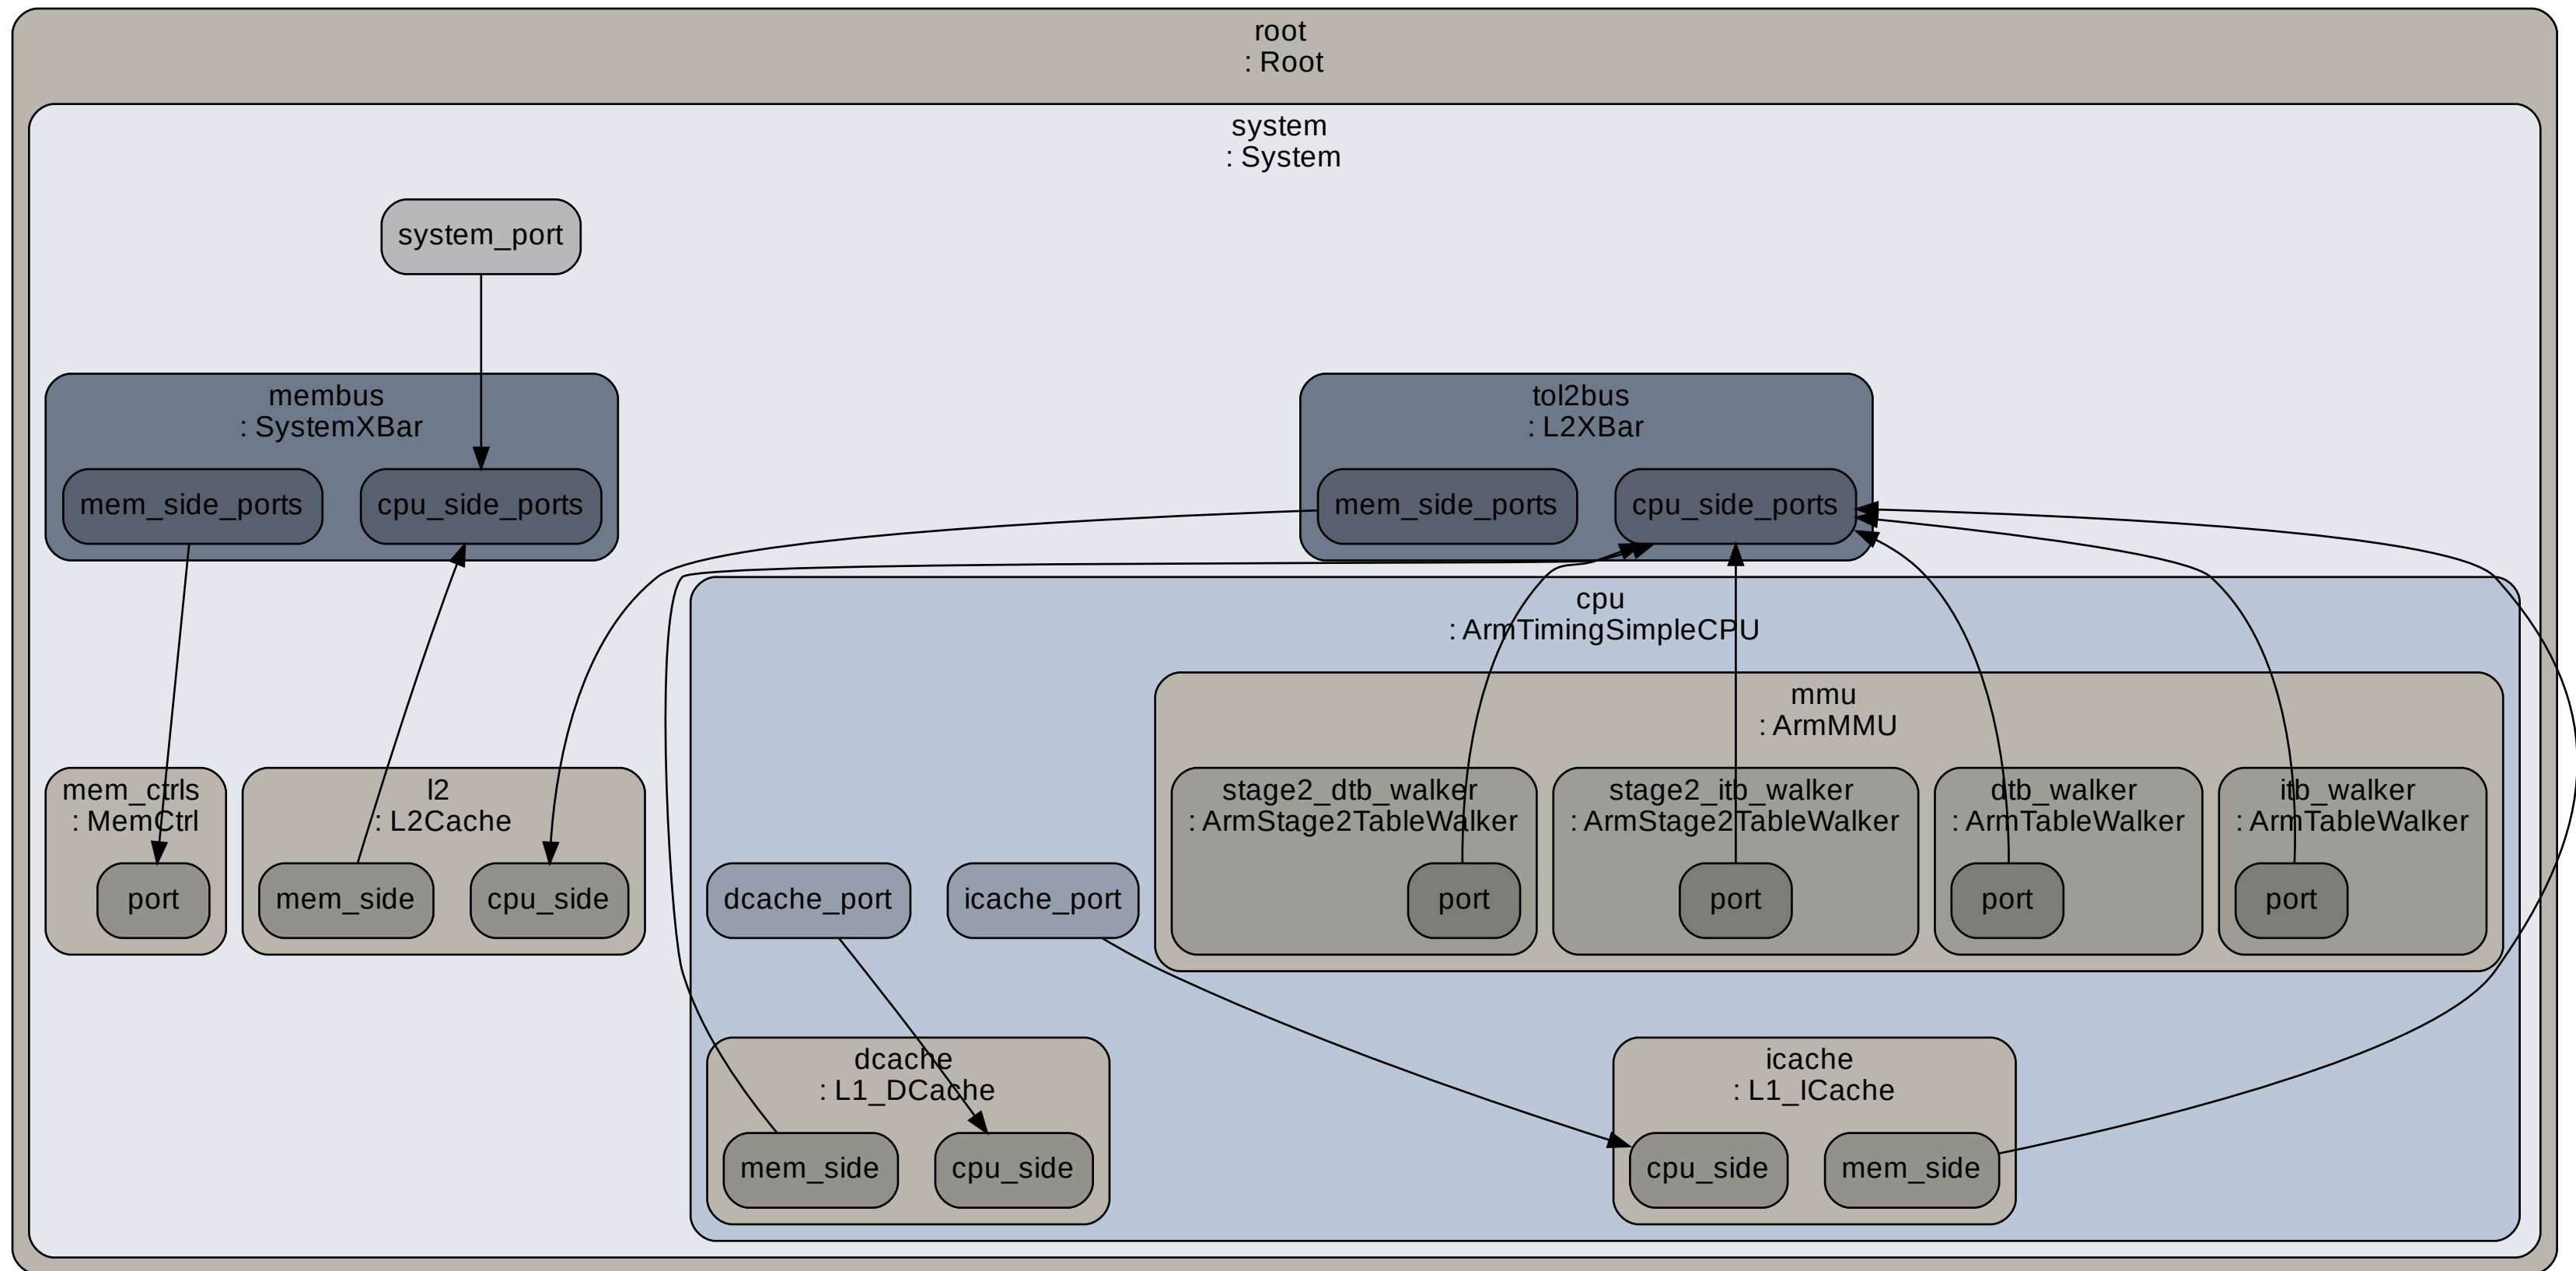 root
: Root
system
: System
system_port
membus
: SystemXBar
mem_side_ports
cpu_side_ports
tol2bus
: L2XBar
mem_side_ports
cpu_side_ports
cpu
: ArmTimingSimpleCPU
mmu
: ArmMMU
mem_ctrls
: MemCtrl
port
l2
: L2Cache
mem_side
cpu_side
dcache_port
icache_port
stage2_dtb_walker
: ArmStage2TableWalker
port
stage2_itb_walker
: ArmStage2TableWalker
port
dtb_walker
: ArmTableWalker
port
itb_walker
: ArmTableWalker
port
dcache
: L1_DCache
mem_side
cpu_side
icache
: L1_ICache
cpu_side
mem_side